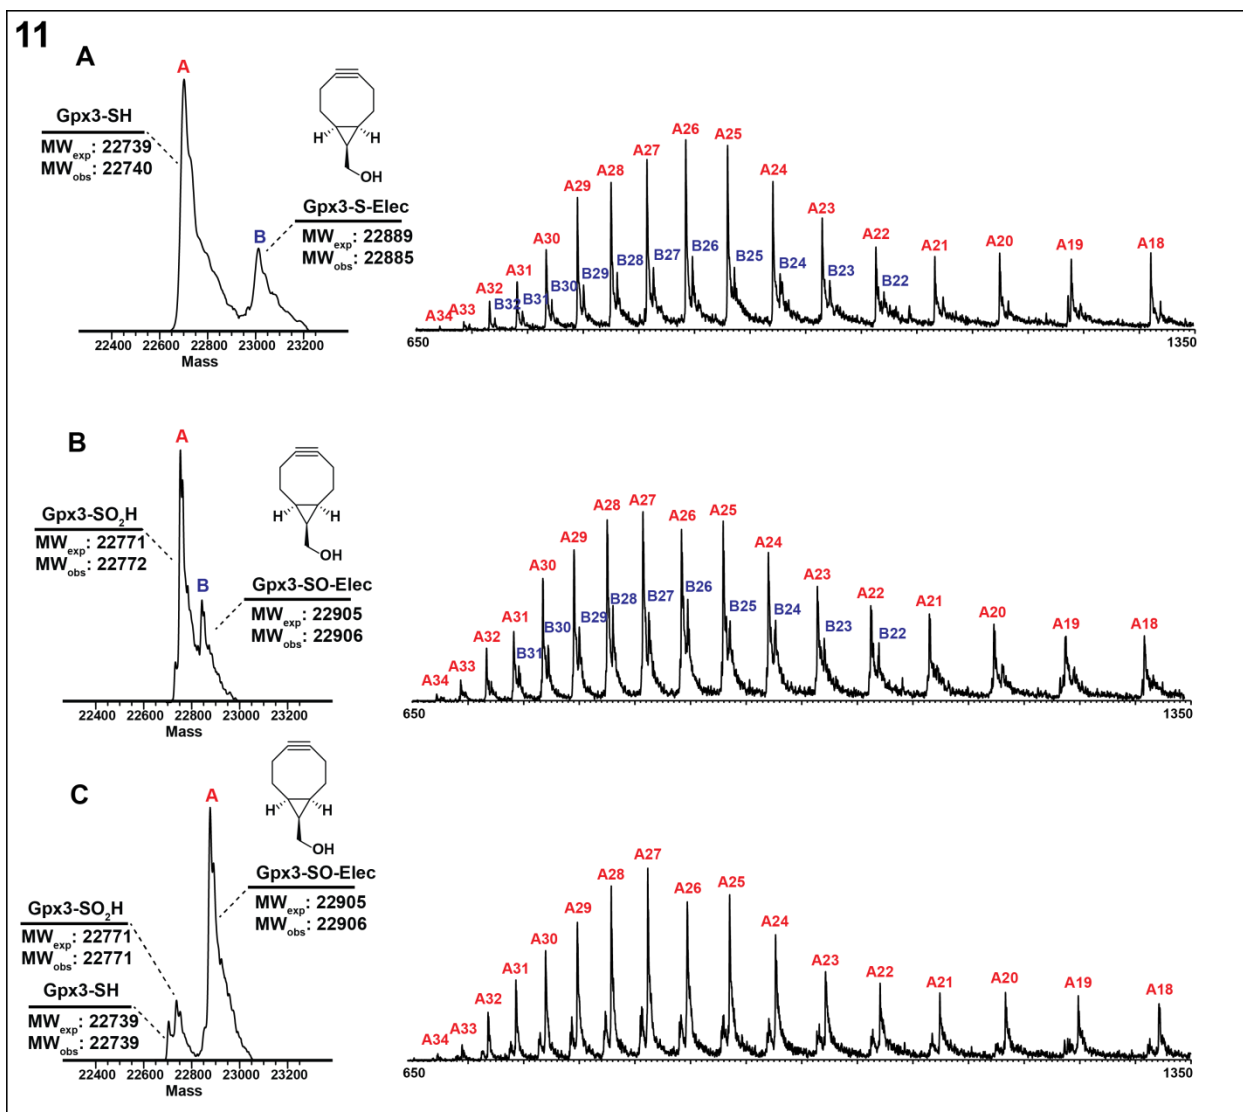 11
A
A
Gpx3-SH
MWexp: 22739
MWobs: 22740
H H
OH
B
Gpx3-S-Elec
MWexp: 22889
MWobs: 22885
22400 22600 22800 23000 23200
Mass
A34 A33 A32 A31 A30 A29 A28 A27 A26 A25 A24 A23 A22 A21 A20 A19 A18
B32 B31 B30 B29 B28 B27 B26 B25 B24 B23 B22
650 1350
B
A
Gpx3-SO2H
MWexp: 22771
MWobs: 22772
H H
OH
B
Gpx3-SO-Elec
MWexp: 22905
MWobs: 22906
22400 22600 22800 23000 23200
Mass
A34 A33 A32 A31 A30 A29 A28 A27 A26 A25 A24 A23 A22 A21 A20 A19 A18
B31 B30 B29 B28 B27 B26 B25 B24 B23 B22
650 1350
C
A
H H
OH
Gpx3-SO-Elec
MWexp: 22905
MWobs: 22906
Gpx3-SO2H
MWexp: 22771
MWobs: 22771
Gpx3-SH
MWexp: 22739
MWobs: 22739
22400 22600 22800 23000 23200
Mass
A34 A33 A32 A31 A30 A29 A28 A27 A26 A25 A24 A23 A22 A21 A20 A19 A18
650 1350